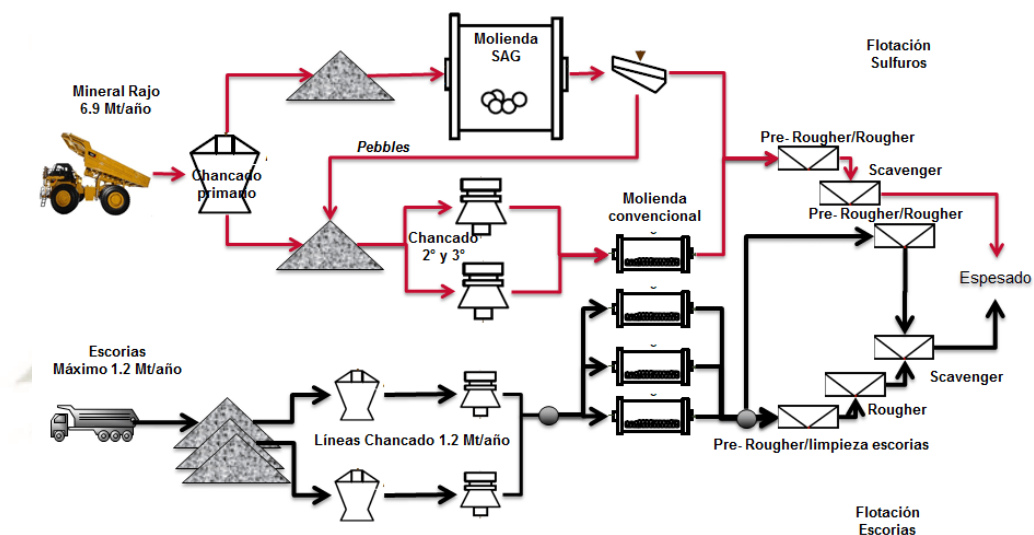 Molienda
SAG
Flotación
Sulfuros
Mineral Rajo
6.9 Mt/año
Chancado
primario
Pebbles
Pre- Rougher/Rougher
Scavenger
Molienda
convencional
Pre- Rougher/Rougher
Chancado
2° y 3°
Espesado
Escorias
Máximo 1.2 Mt/año
Scavenger
Rougher
Líneas Chancado 1.2 Mt/año
Pre- Rougher/limpieza escorias
Flotación
Escorias